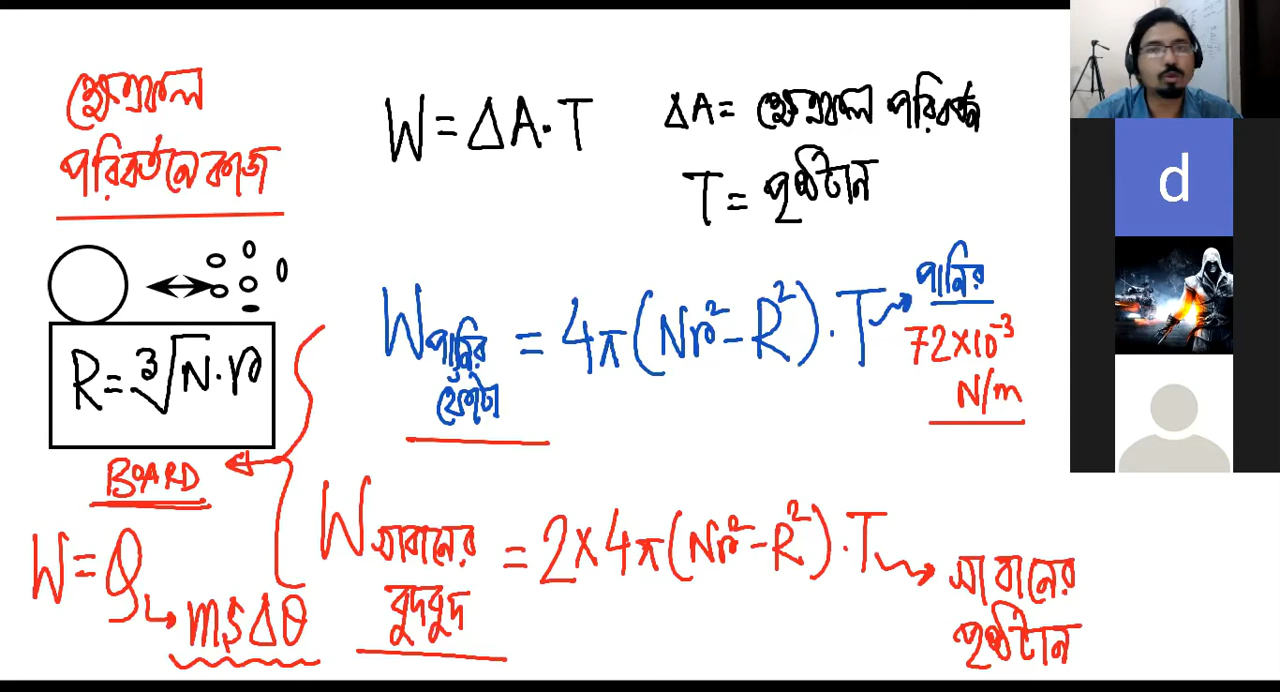 ক্ষেত্রফল
পরিবর্তনে কাজ
W = ΔA · T
ΔA = ক্ষেত্রফল পরিবর্তন
T = পৃষ্ঠটান
R = ³√N · r
BOARD
W পানির ফোঁটা = 4π (Nr² − R²) · T
পানির
72×10⁻³
N/m
W সাবানের বুদবুদ = 2 × 4π (Nr² − R²) · T
সাবানের
পৃষ্ঠটান
W = Q
msΔθ
d